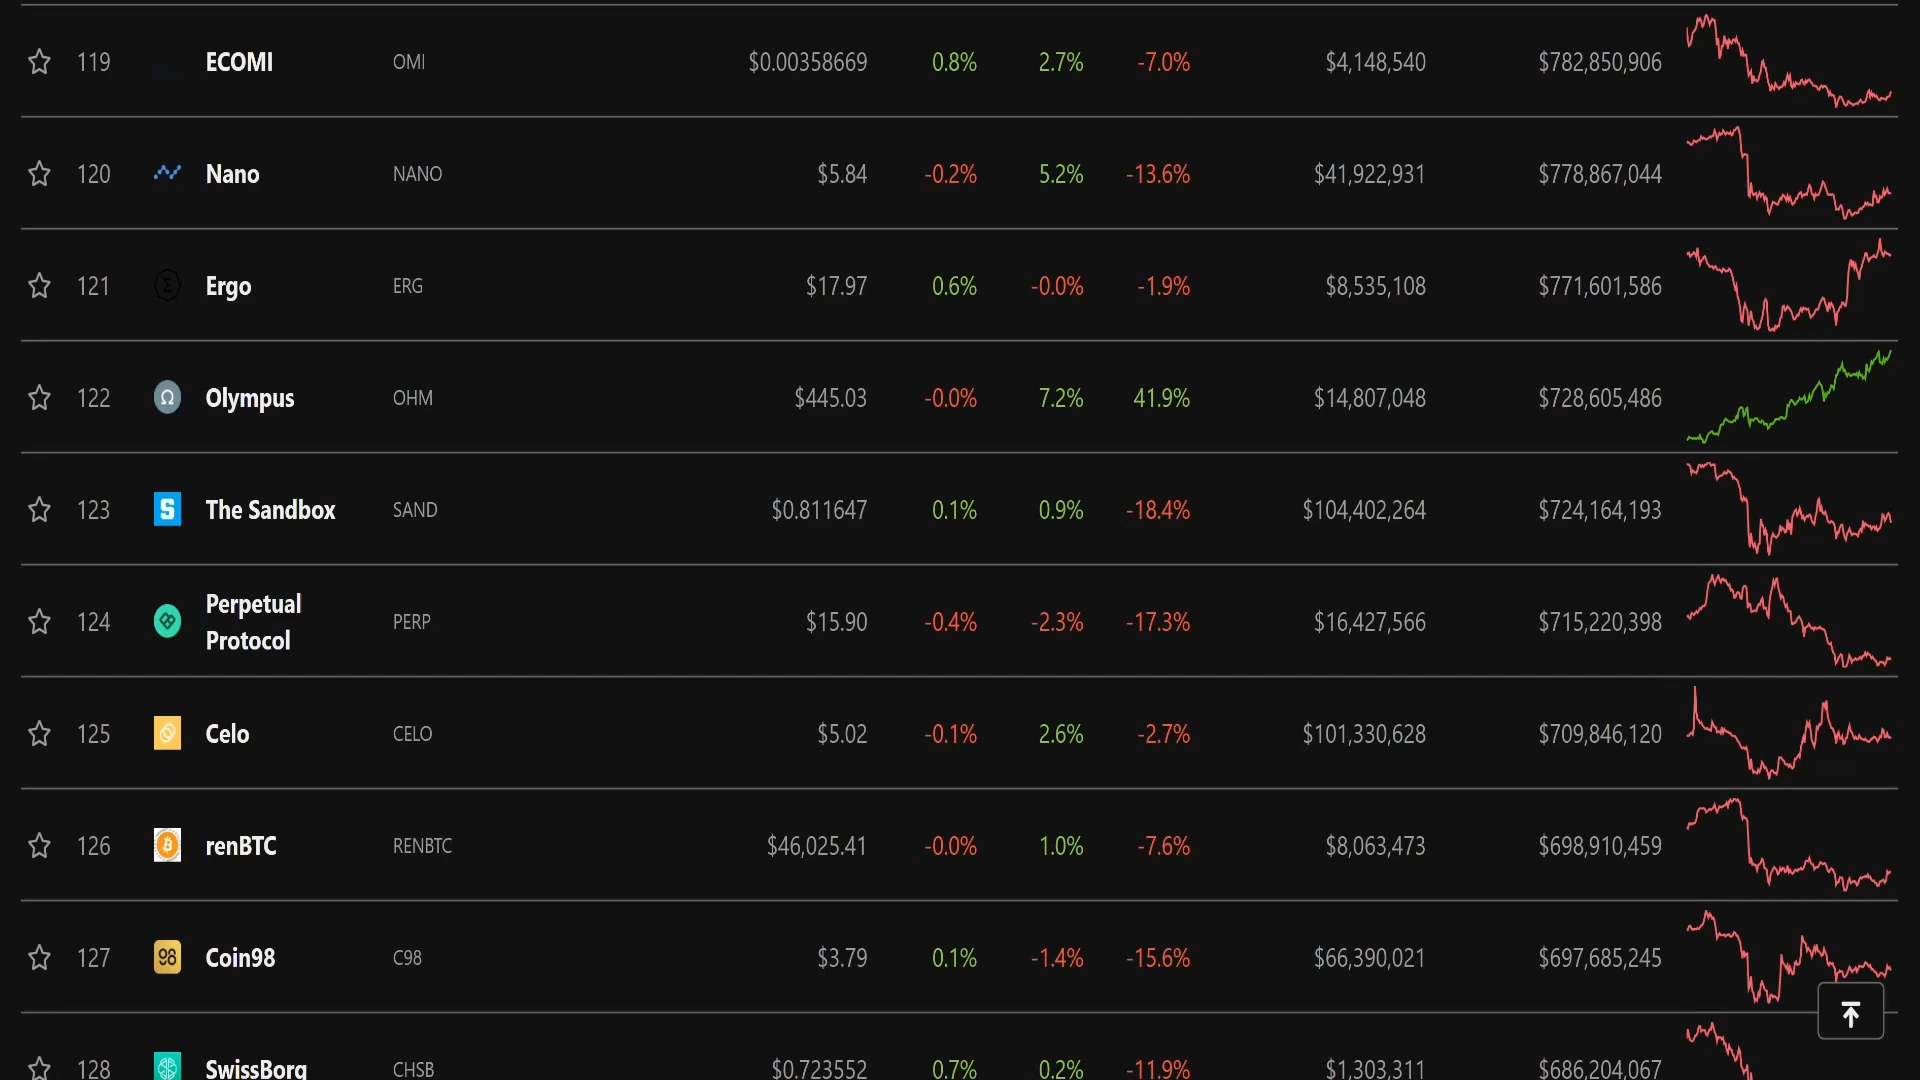 119 ECOMI OMI $0.00358669 0.8% 2.7% -7.0% $4,148,540 $782,850,906
120 Nano NANO $5.84 -0.2% 5.2% -13.6% $41,922,931 $778,867,044
121 Σ Ergo ERG $17.97 0.6% -0.0% -1.9% $8,535,108 $771,601,586
122 Ω Olympus OHM $445.03 -0.0% 7.2% 41.9% $14,807,048 $728,605,486
123 S The Sandbox SAND $0.811647 0.1% 0.9% -18.4% $104,402,264 $724,164,193
124 Perpetual Protocol PERP $15.90 -0.4% -2.3% -17.3% $16,427,566 $715,220,398
125 Celo CELO $5.02 -0.1% 2.6% -2.7% $101,330,628 $709,846,120
126 renBTC RENBTC $46,025.41 -0.0% 1.0% -7.6% $8,063,473 $698,910,459
127 98 Coin98 C98 $3.79 0.1% -1.4% -15.6% $66,390,021 $697,685,245
128 SwissBorg CHSB $0.723552 0.7% 0.2% -11.9% $1,303,311 $686,204,067